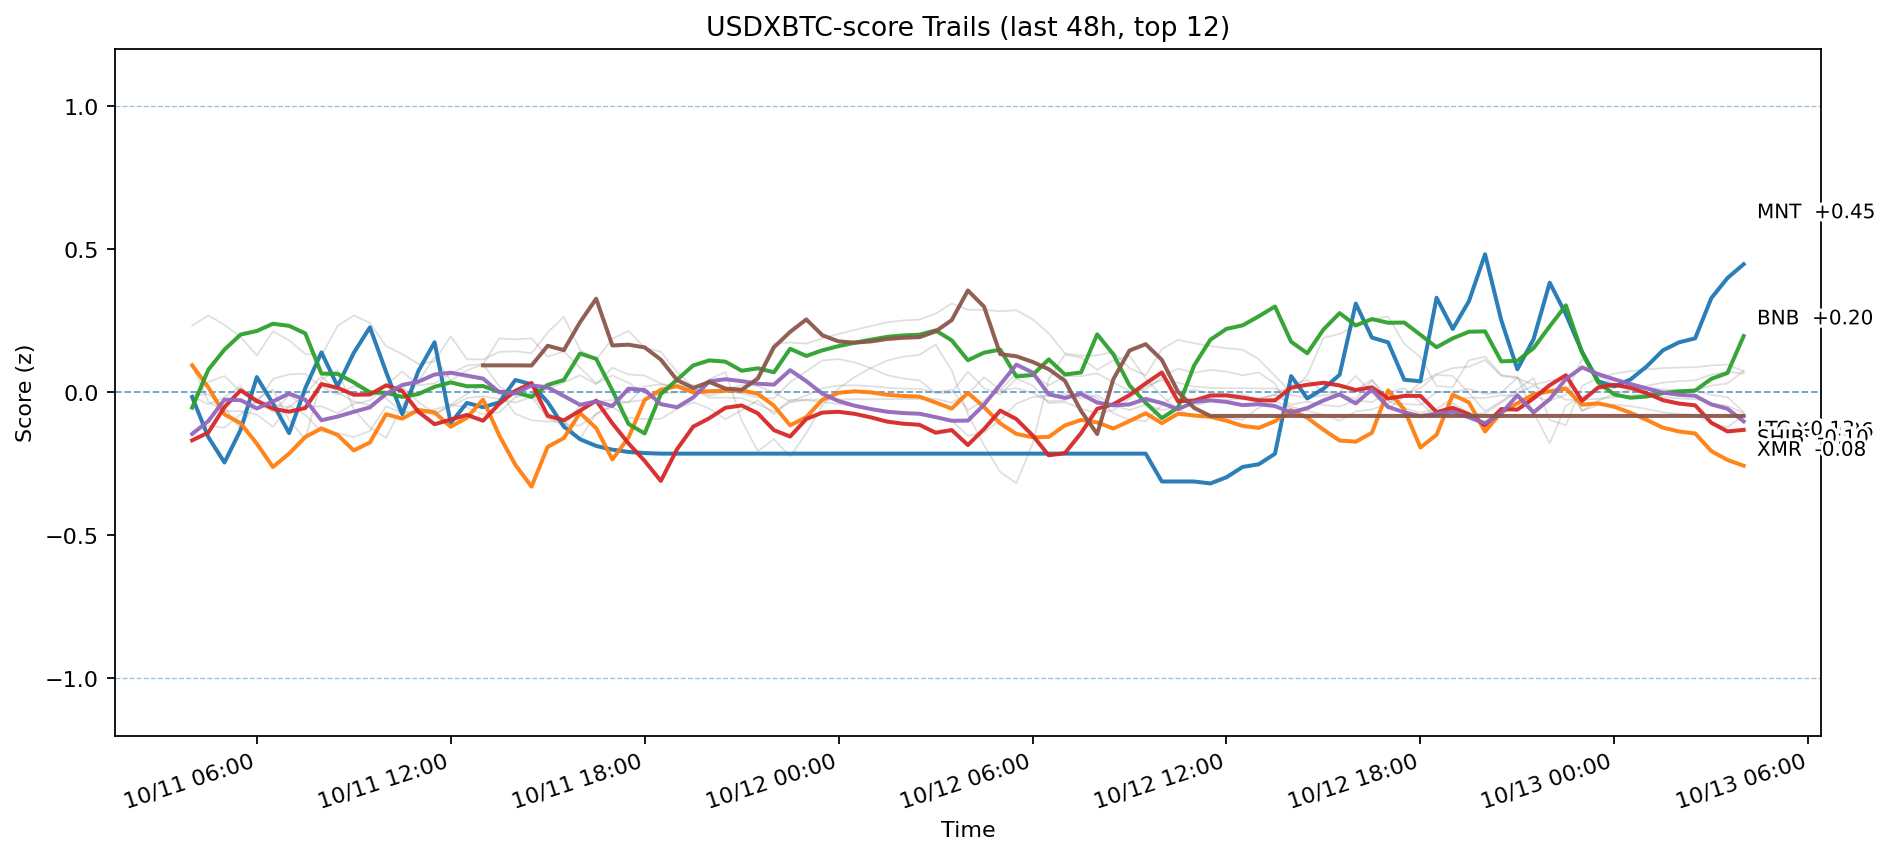 USDXBTC-score Trails (last 48h, top 12)
Score (z)
1.0
0.5
0.0
−0.5
−1.0
MNT +0.45
BNB +0.20
XMR -0.08
10/11 06:00
10/11 12:00
10/11 18:00
10/12 00:00
10/12 06:00
10/12 12:00
10/12 18:00
10/13 00:00
10/13 06:00
Time